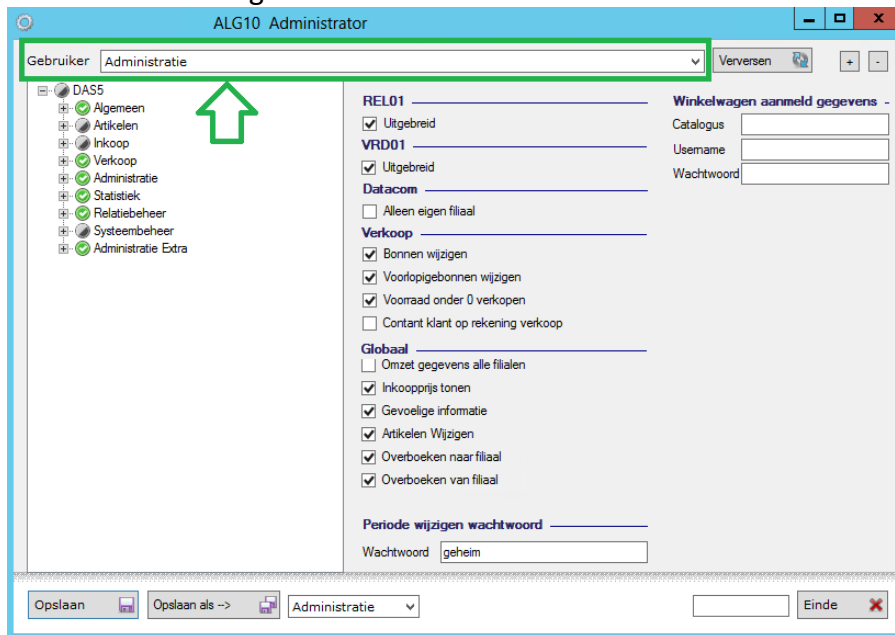 ALG10 Administrator
Gebruiker Administratie Verversen + -
DAS5
Algemeen
Artikelen
Inkoop
Verkoop
Administratie
Statistiek
Relatiebeheer
Systeembeheer
Administratie Extra
REL01
Uitgebreid
VRD01
Uitgebreid
Datacom
Alleen eigen filiaal
Verkoop
Bonnen wijzigen
Voorlopigebonnen wijzigen
Voorraad onder 0 verkopen
Contant klant op rekening verkoop
Globaal
Omzet gegevens alle filialen
Inkoopprijs tonen
Gevoelige informatie
Artikelen Wijzigen
Overboeken naar filiaal
Overboeken van filiaal
Periode wijzigen wachtwoord
Wachtwoord geheim
Winkelwagen aanmeld gegevens
Catalogus
Username
Wachtwoord
Opslaan Opslaan als --> Administratie Einde